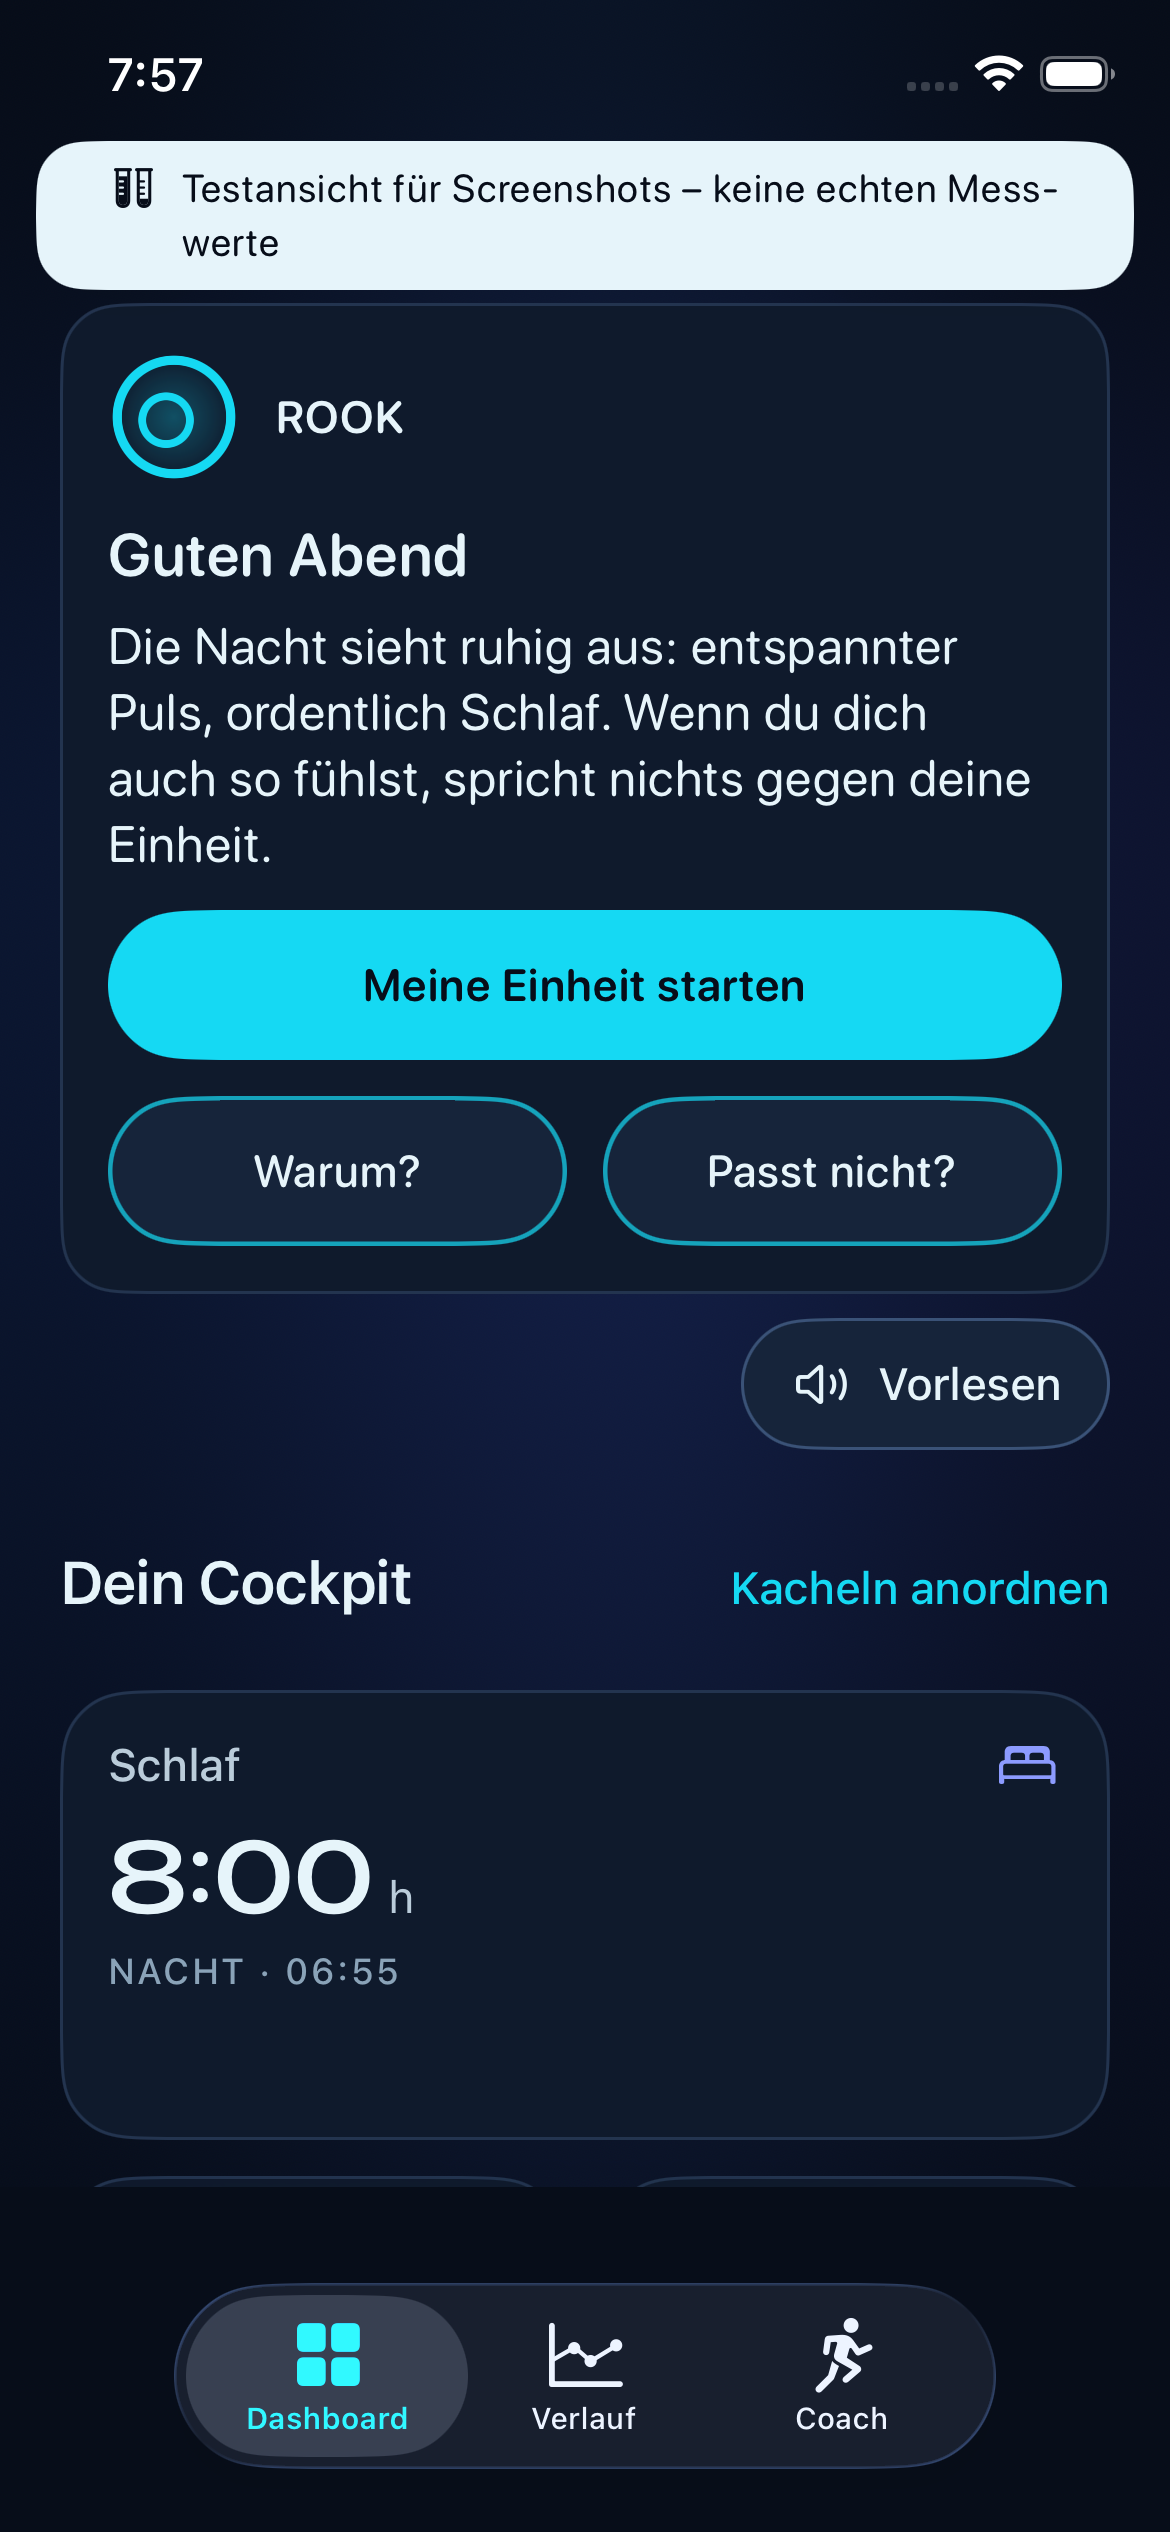 7:57
Testansicht für Screenshots – keine echten Mess-
werte
ROOK
Guten Abend
Die Nacht sieht ruhig aus: entspannter
Puls, ordentlich Schlaf. Wenn du dich
auch so fühlst, spricht nichts gegen deine
Einheit.
Meine Einheit starten
Warum?
Passt nicht?
Vorlesen
Dein Cockpit
Kacheln anordnen
Schlaf
8:00 h
NACHT · 06:55
Dashboard
Verlauf
Coach